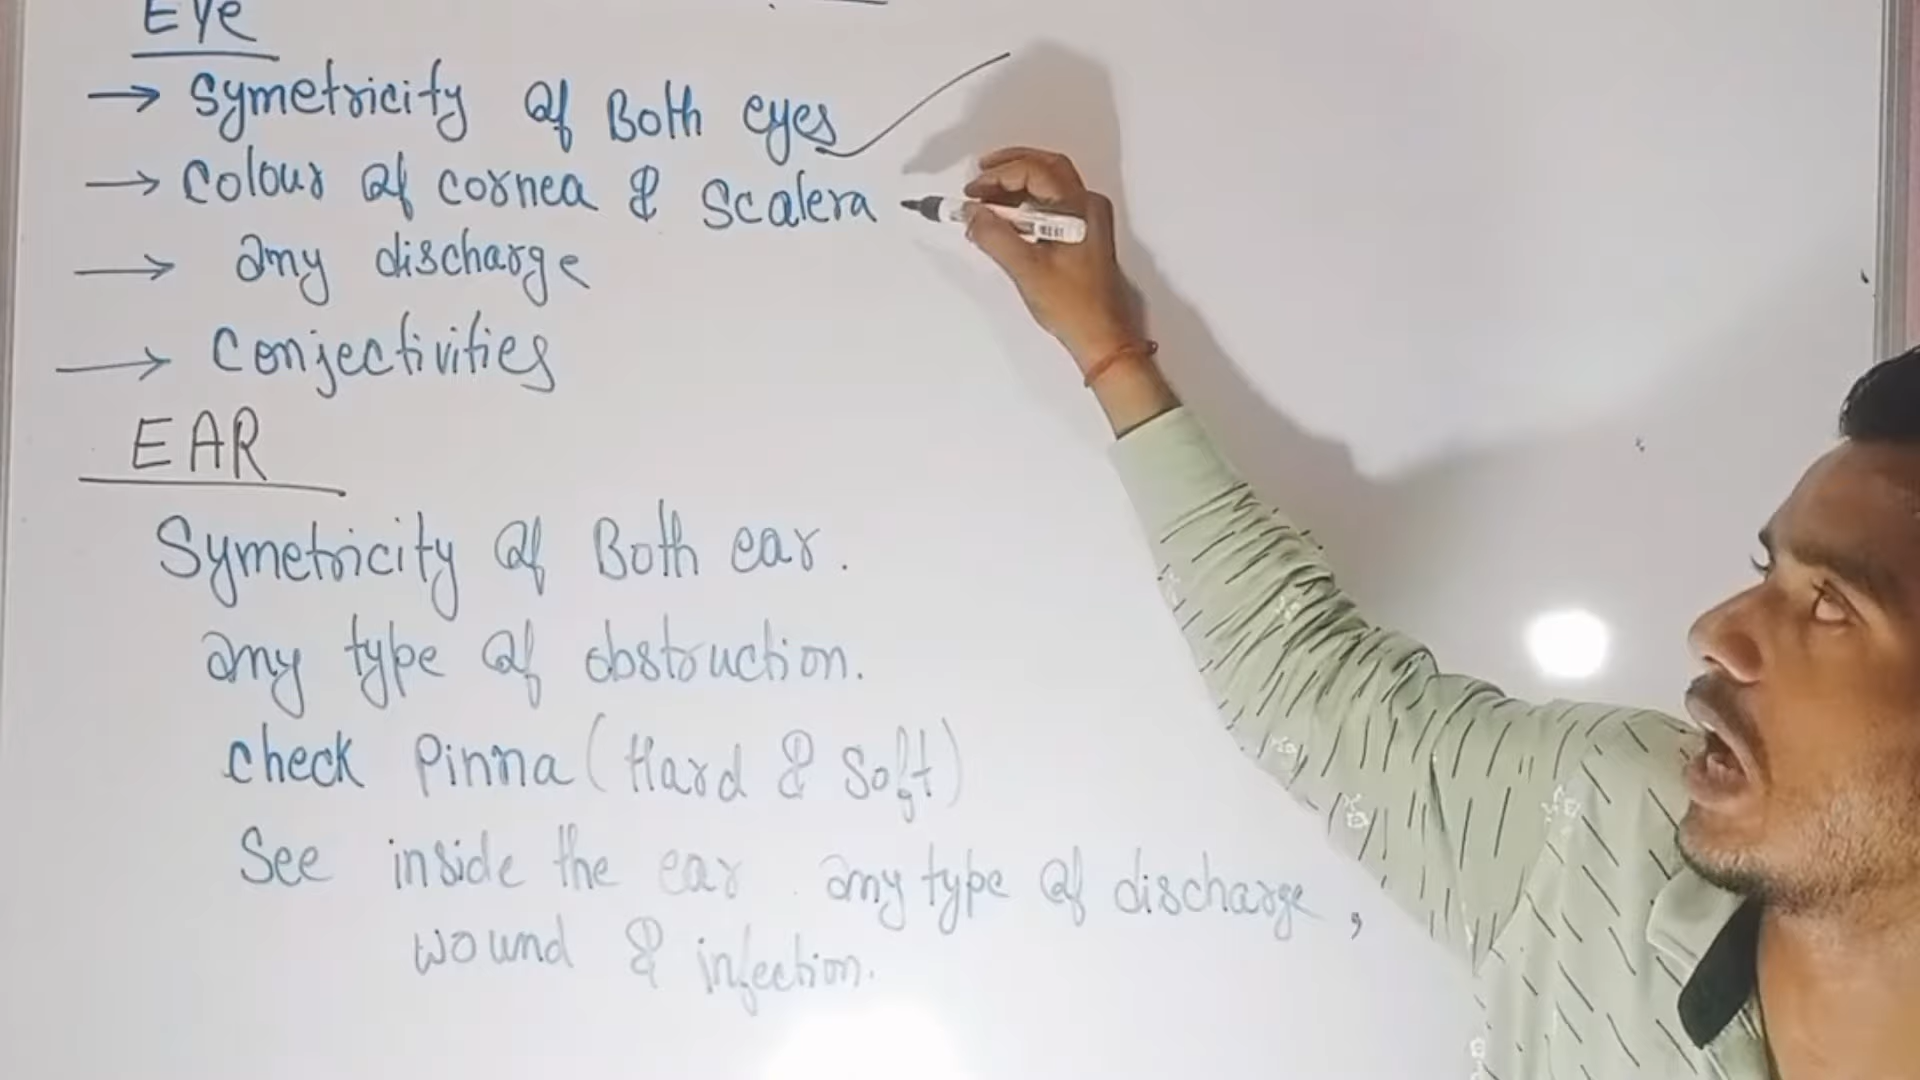 EYe
→ Symetricity of Both eyes
→ Colour of cornea & Scalera
→ any discharge
→ Conjectivities
EAR
Symetricity of Both ear.
any type of obstruction.
check Pinna (Hard & Soft)
See inside the ear. any type of discharge,
wound & infection.